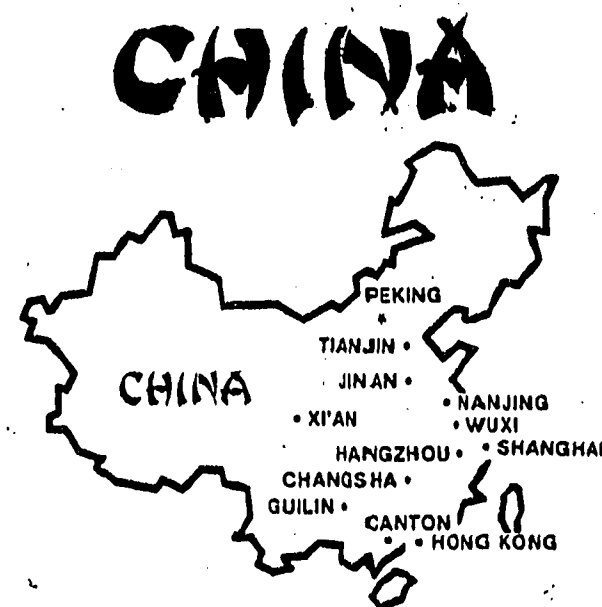 CHINA
PEKING
TIANJIN
JINAN
CHINA
NANJING
XI'AN
WUXI
HANGZHOU
SHANGHAI
CHANGSHA
GUILIN
CANTON
HONG KONG